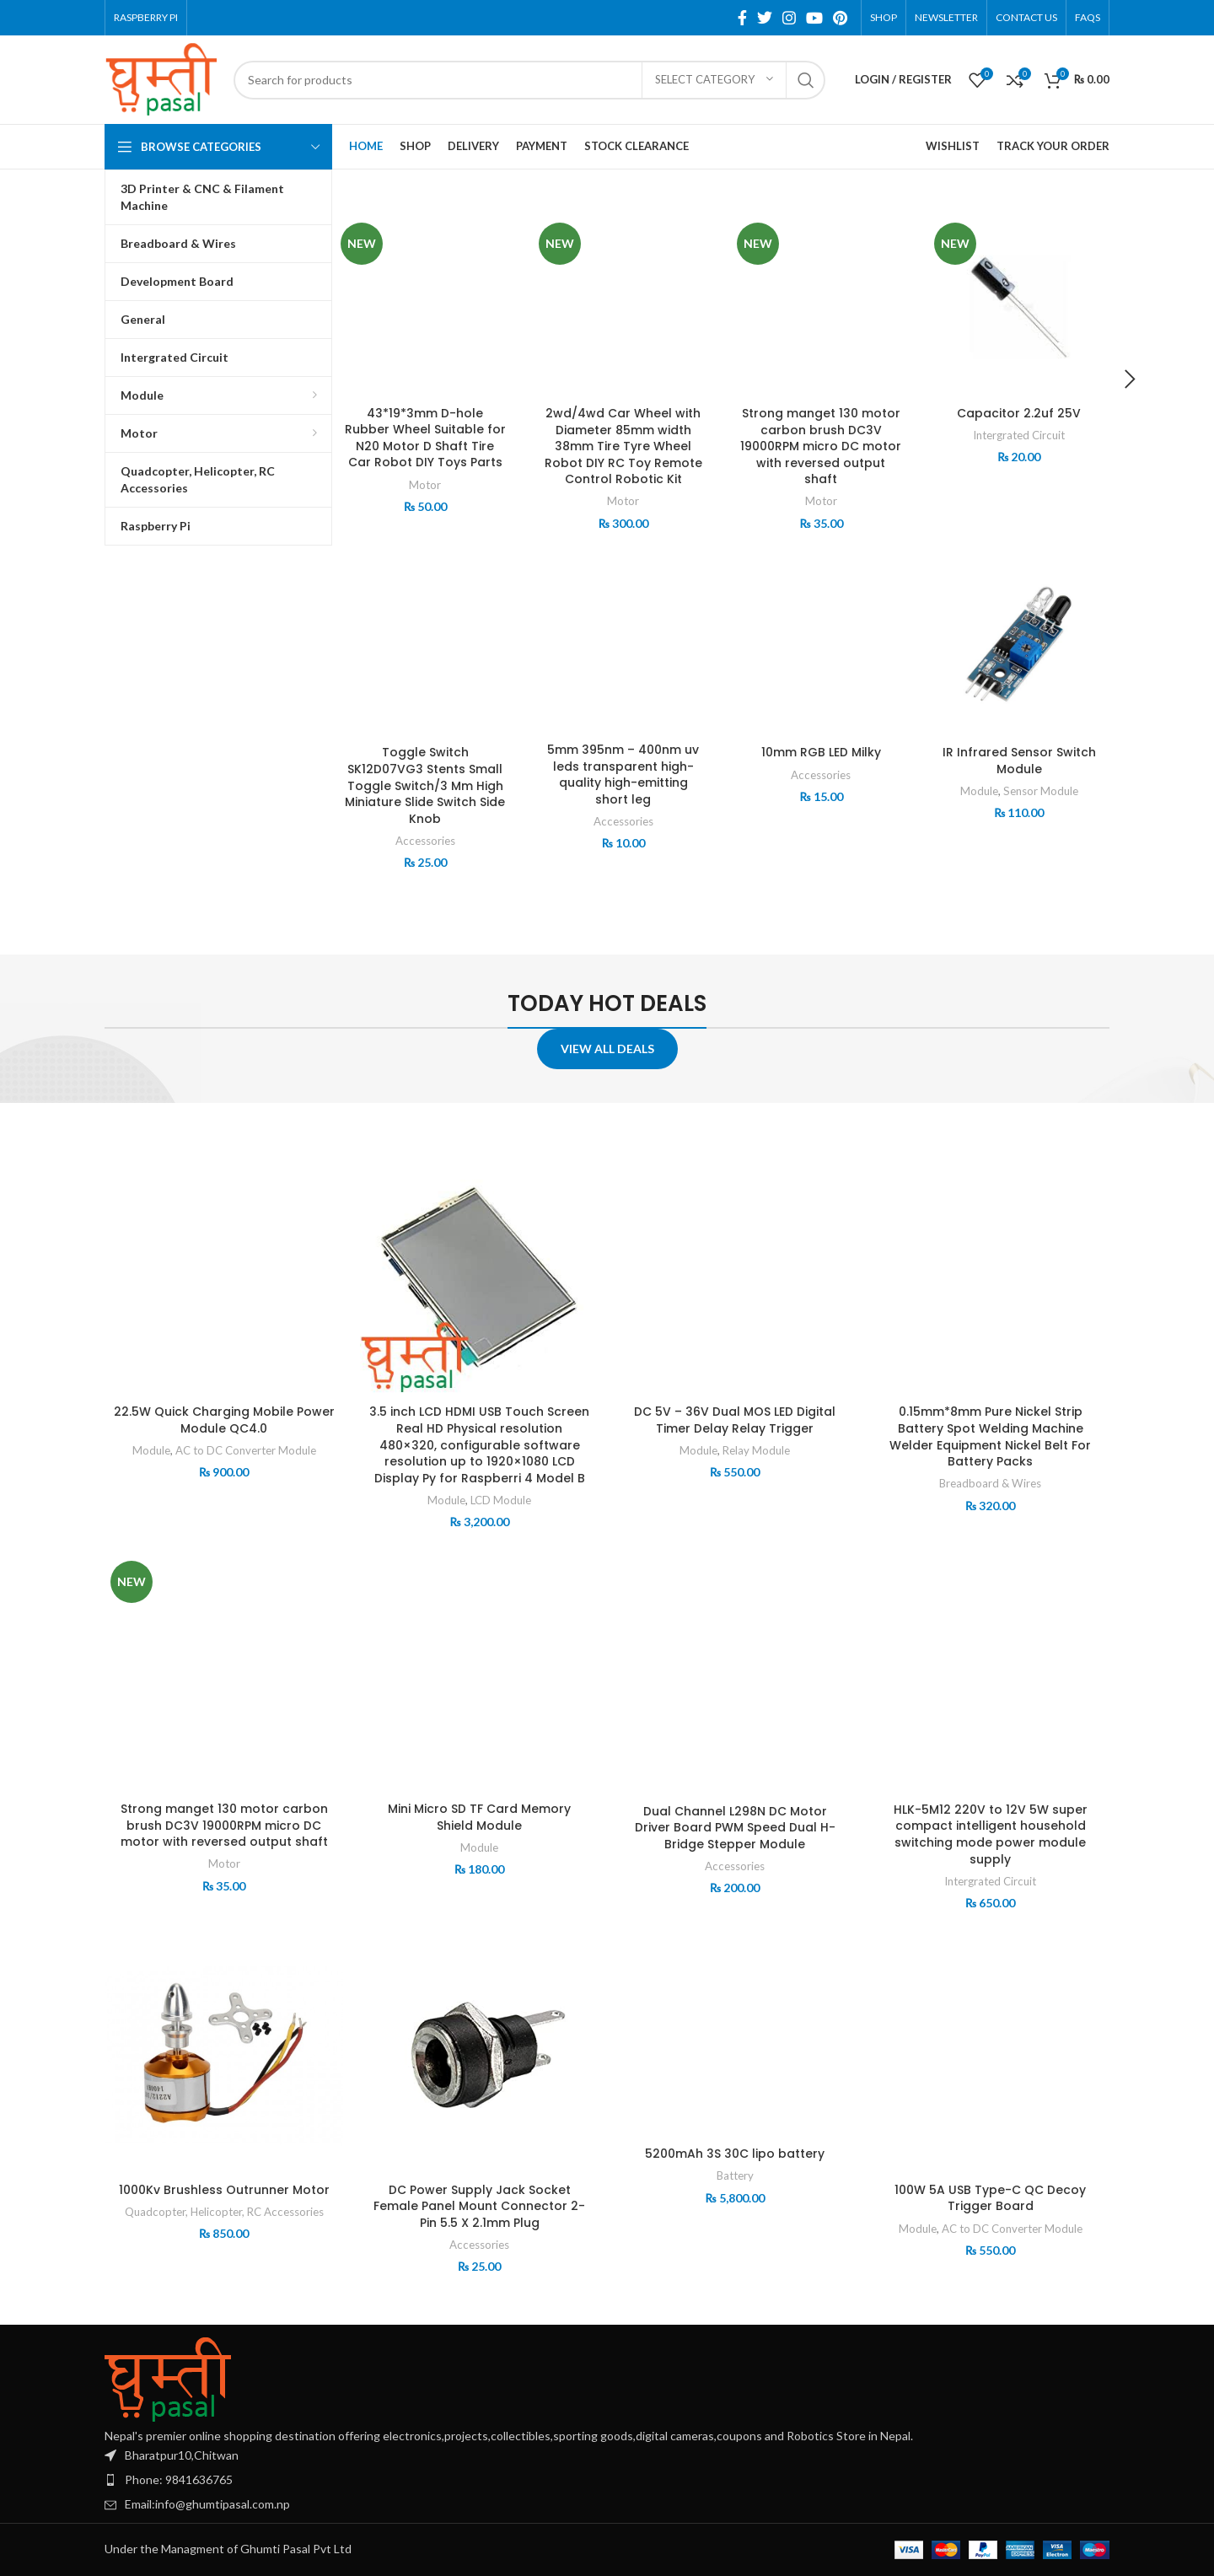 RASPBERRY PI
SHOP
NEWSLETTER
CONTACT US
FAQS
घुम्ती
pasal
Search for products
SELECT CATEGORY
LOGIN / REGISTER
0
0
0
₨ 0.00
BROWSE CATEGORIES
HOME
SHOP
DELIVERY
PAYMENT
STOCK CLEARANCE
WISHLIST
TRACK YOUR ORDER
3D Printer & CNC & Filament
Machine
Breadboard & Wires
Development Board
General
Intergrated Circuit
Module
Motor
Quadcopter, Helicopter, RC
Accessories
Raspberry Pi
NEW
43*19*3mm D-hole
Rubber Wheel Suitable for
N20 Motor D Shaft Tire
Car Robot DIY Toys Parts
Motor
₨ 50.00
NEW
2wd/4wd Car Wheel with
Diameter 85mm width
38mm Tire Tyre Wheel
Robot DIY RC Toy Remote
Control Robotic Kit
Motor
₨ 300.00
NEW
Strong manget 130 motor
carbon brush DC3V
19000RPM micro DC motor
with reversed output
shaft
Motor
₨ 35.00
NEW
Capacitor 2.2uf 25V
Intergrated Circuit
₨ 20.00
Toggle Switch
SK12D07VG3 Stents Small
Toggle Switch/3 Mm High
Miniature Slide Switch Side
Knob
Accessories
₨ 25.00
5mm 395nm – 400nm uv
leds transparent high-
quality high-emitting
short leg
Accessories
₨ 10.00
10mm RGB LED Milky
Accessories
₨ 15.00
IR Infrared Sensor Switch
Module
Module, Sensor Module
₨ 110.00
TODAY HOT DEALS
VIEW ALL DEALS
22.5W Quick Charging Mobile Power
Module QC4.0
Module, AC to DC Converter Module
₨ 900.00
घुम्ती
pasal
3.5 inch LCD HDMI USB Touch Screen
Real HD Physical resolution
480×320, configurable software
resolution up to 1920×1080 LCD
Display Py for Raspberri 4 Model B
Module, LCD Module
₨ 3,200.00
DC 5V – 36V Dual MOS LED Digital
Timer Delay Relay Trigger
Module, Relay Module
₨ 550.00
0.15mm*8mm Pure Nickel Strip
Battery Spot Welding Machine
Welder Equipment Nickel Belt For
Battery Packs
Breadboard & Wires
₨ 320.00
NEW
Strong manget 130 motor carbon
brush DC3V 19000RPM micro DC
motor with reversed output shaft
Motor
₨ 35.00
Mini Micro SD TF Card Memory
Shield Module
Module
₨ 180.00
Dual Channel L298N DC Motor
Driver Board PWM Speed Dual H-
Bridge Stepper Module
Accessories
₨ 200.00
HLK-5M12 220V to 12V 5W super
compact intelligent household
switching mode power module
supply
Intergrated Circuit
₨ 650.00
1000Kv Brushless Outrunner Motor
Quadcopter, Helicopter, RC Accessories
₨ 850.00
DC Power Supply Jack Socket
Female Panel Mount Connector 2-
Pin 5.5 X 2.1mm Plug
Accessories
₨ 25.00
5200mAh 3S 30C lipo battery
Battery
₨ 5,800.00
100W 5A USB Type-C QC Decoy
Trigger Board
Module, AC to DC Converter Module
₨ 550.00
घुम्ती
pasal
Nepal's premier online shopping destination offering electronics,projects,collectibles,sporting goods,digital cameras,coupons and Robotics Store in Nepal.
Bharatpur10,Chitwan
Phone: 9841636765
Email:info@ghumtipasal.com.np
Under the Managment of Ghumti Pasal Pvt Ltd
VISA
MasterCard
PayPal
AMERICAN EXPRESS
VISA Electron
Maestro